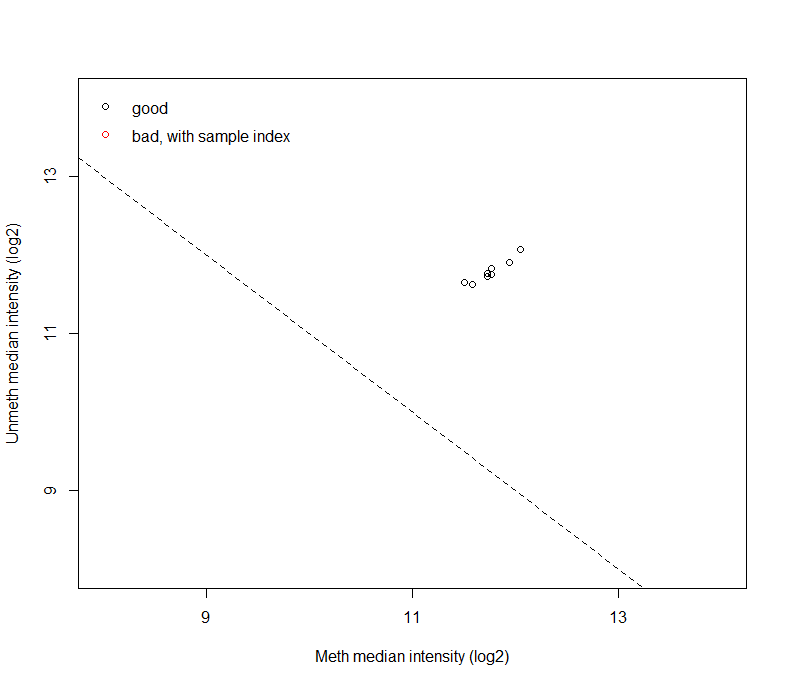 good
bad, with sample index
13
11
9
Unmeth median intensity (log2)
9
11
13
Meth median intensity (log2)